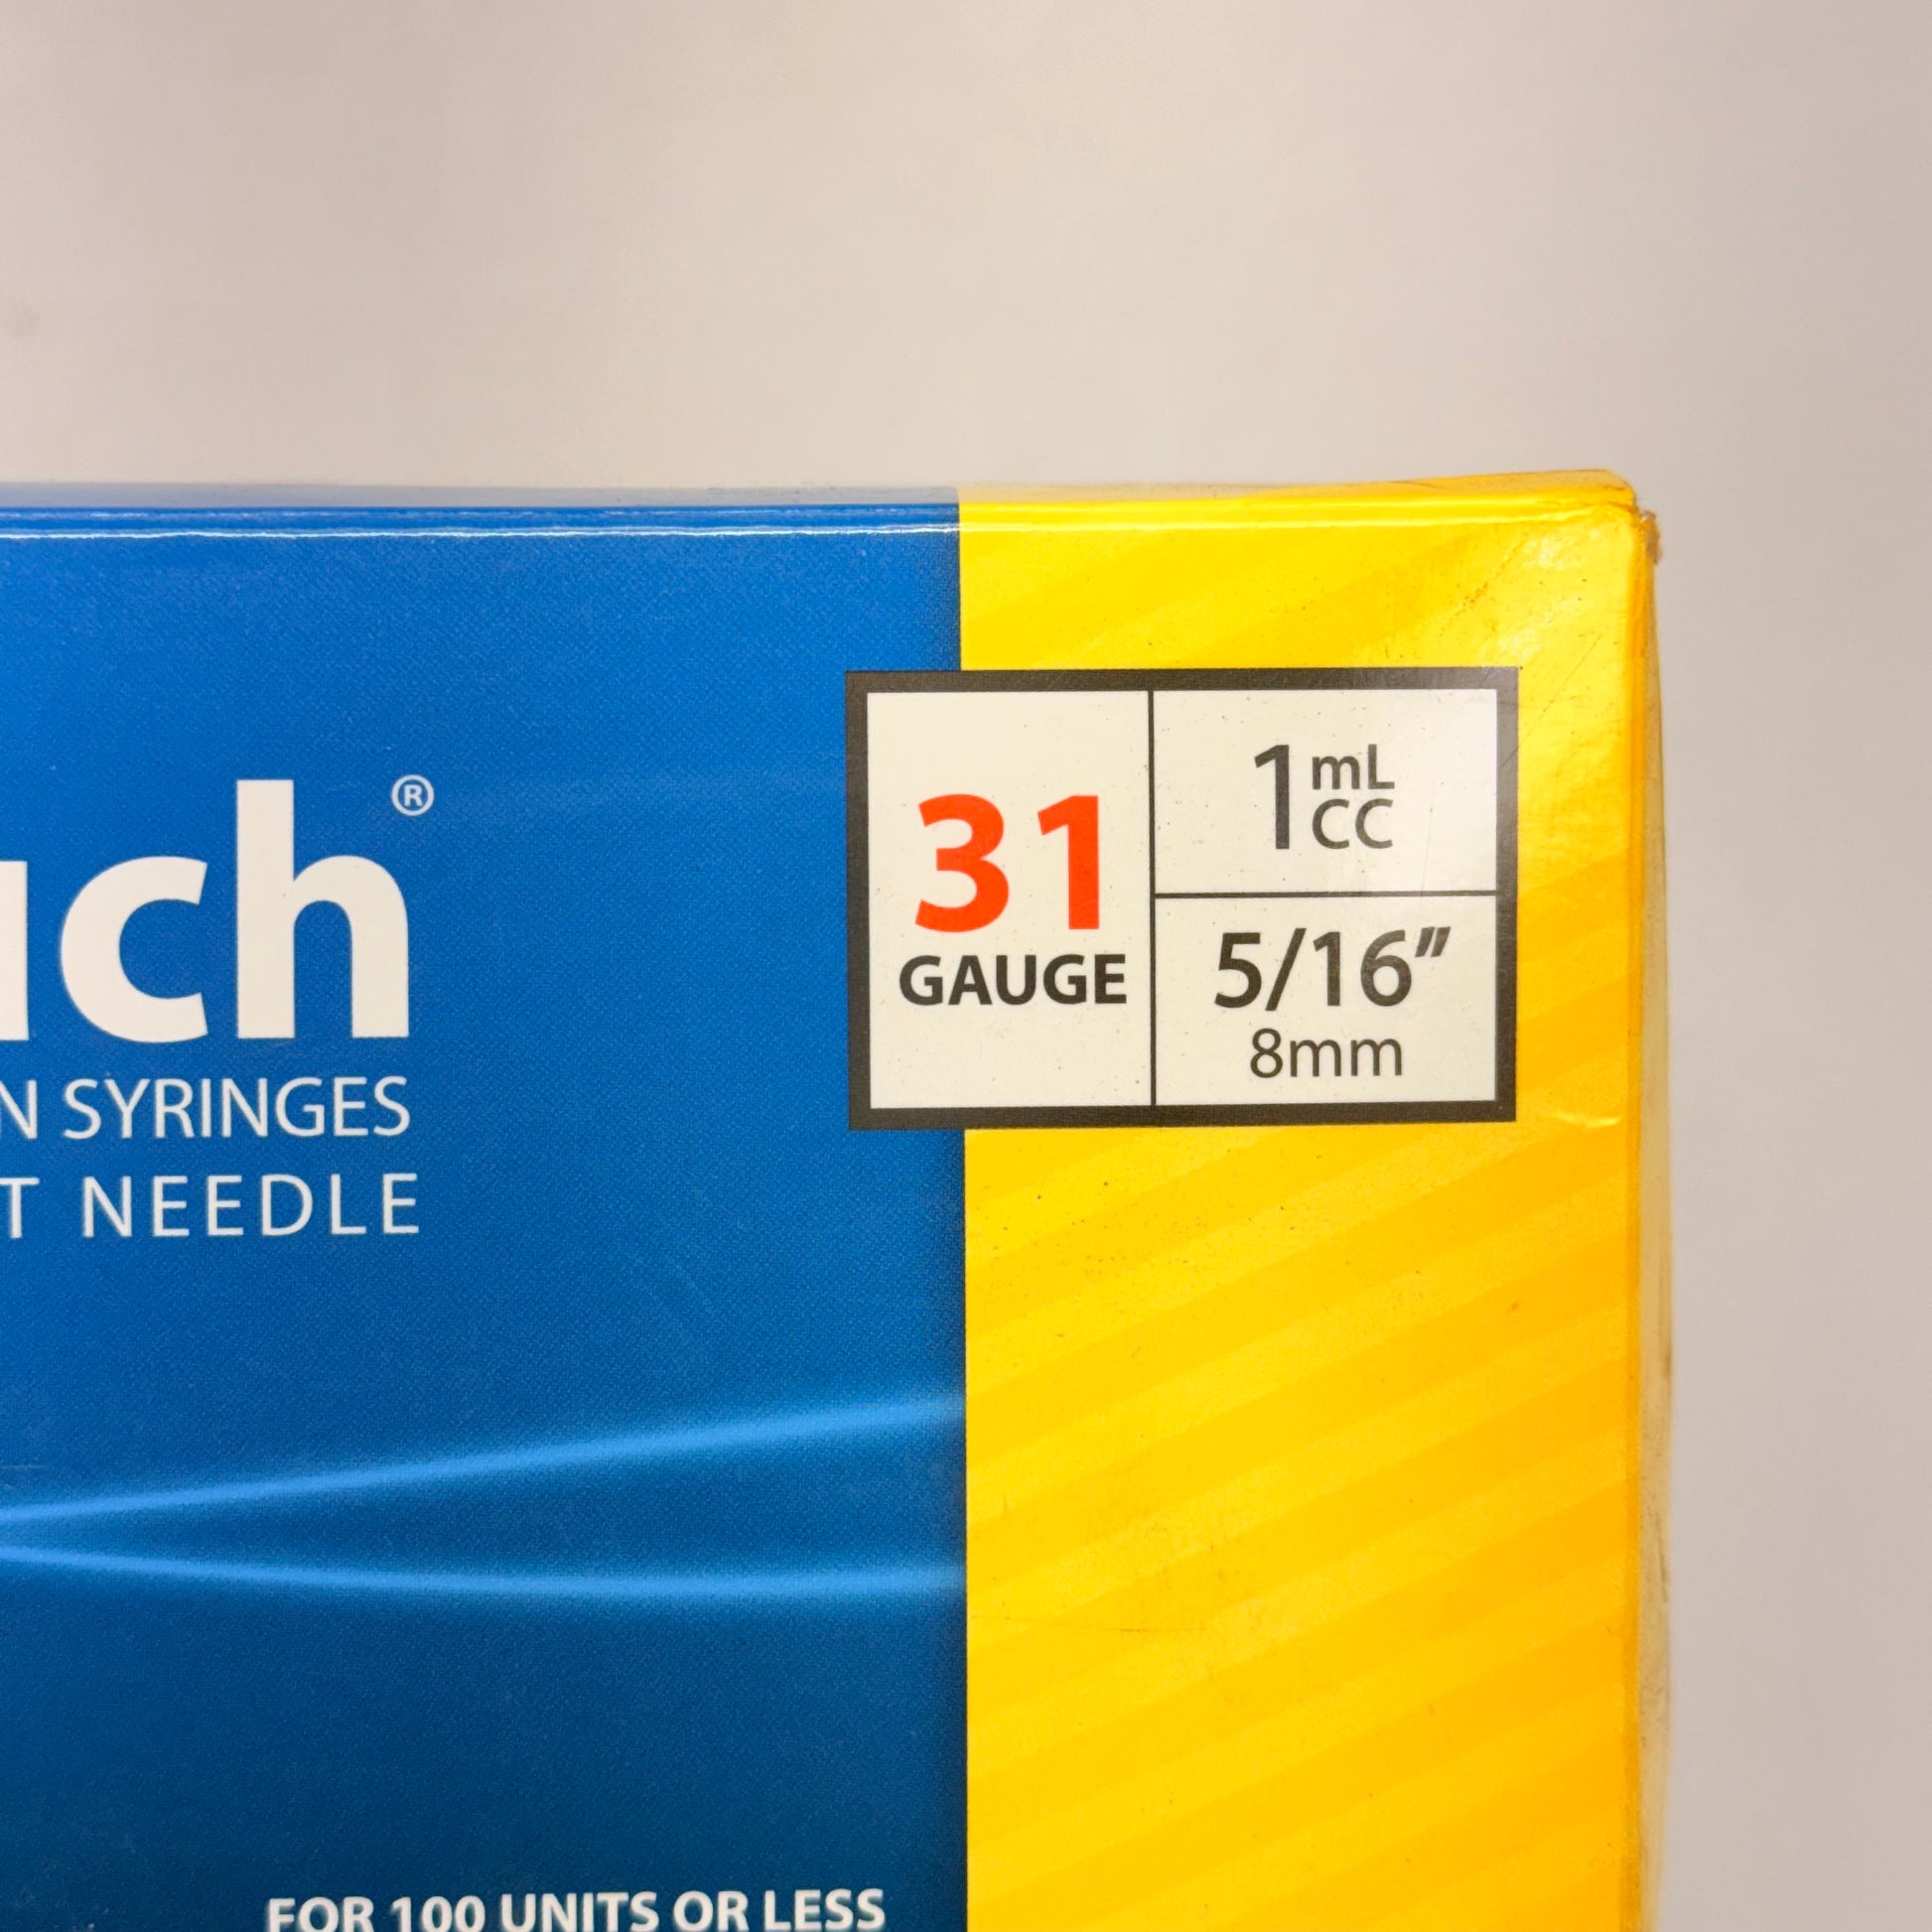 uch®
N SYRINGES
T NEEDLE
31
GAUGE
1 mL
CC
5/16″
8mm
FOR 100 UNITS OR LESS